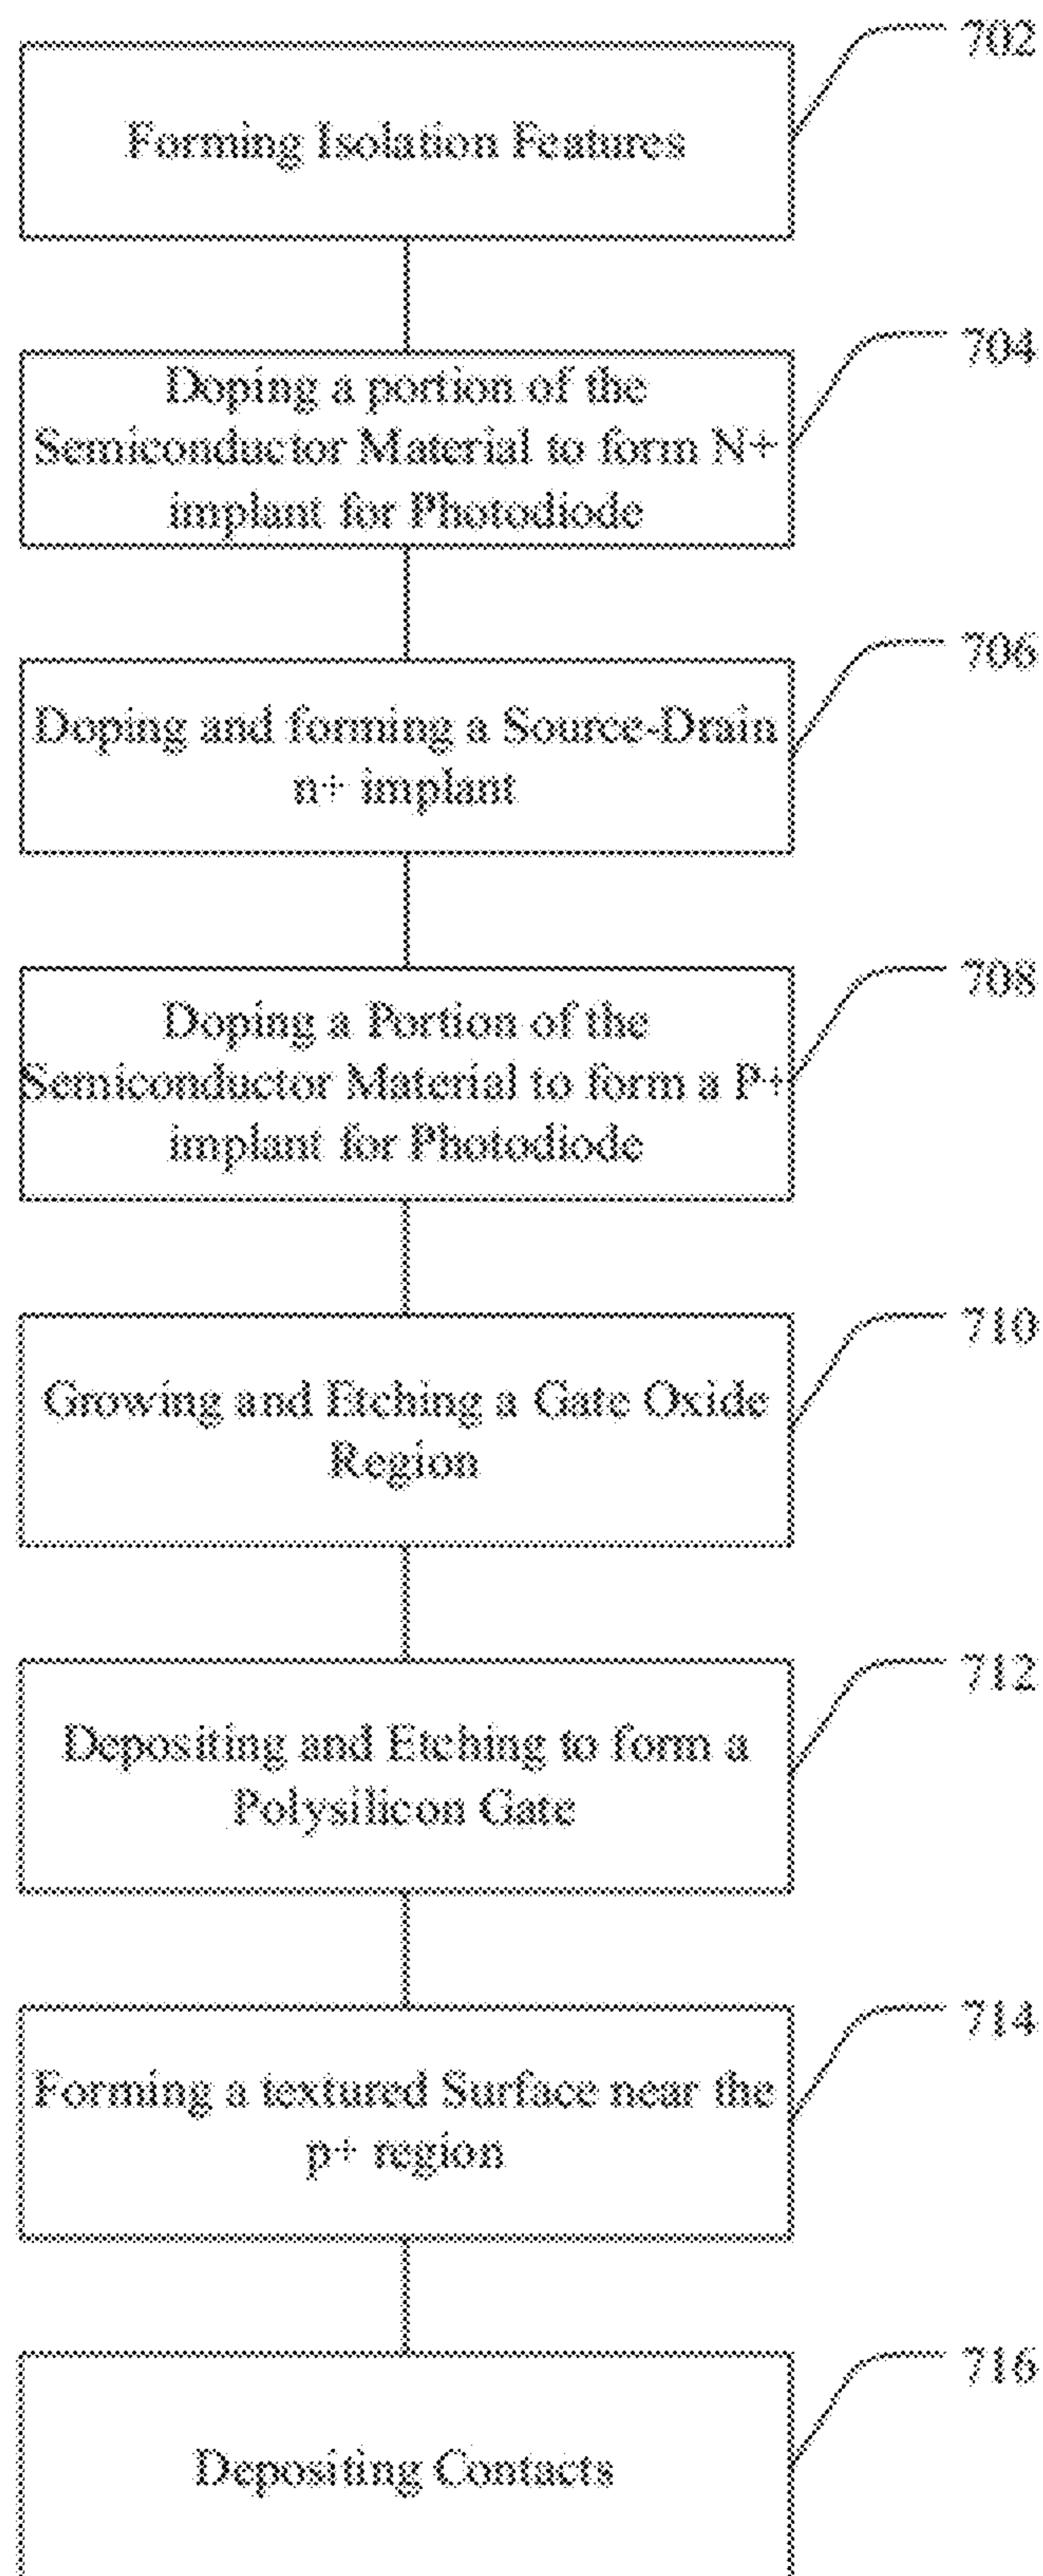 702
Forming Isolation Features
704
Doping a portion of the
Semiconductor Material to form N+
implant for Photodiode
706
Doping and forming a Source-Drain
n+ implant
708
Doping a Portion of the
Semiconductor Material to form a P+
implant for Photodiode
710
Growing and Etching a Gate Oxide
Region
712
Depositing and Etching to form a
Polysilicon Gate
714
Forming a textured Surface near the
p+ region
716
Depositing Contacts